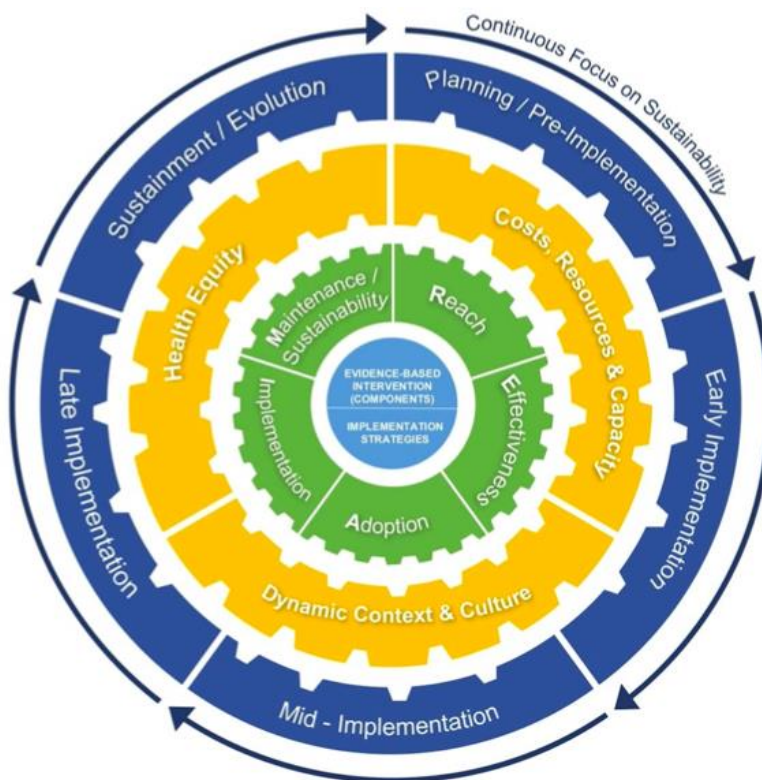 Continuous Focus on Sustainability
Planning / Pre-Implementation
Early Implementation
Mid - Implementation
Late Implementation
Sustainment / Evolution
Costs, Resources & Capacity
Dynamic Context & Culture
Health Equity
Reach
Effectiveness
Adoption
Implementation
Maintenance /
Sustainability
EVIDENCE-BASED
INTERVENTION
(COMPONENTS)
IMPLEMENTATION
STRATEGIES